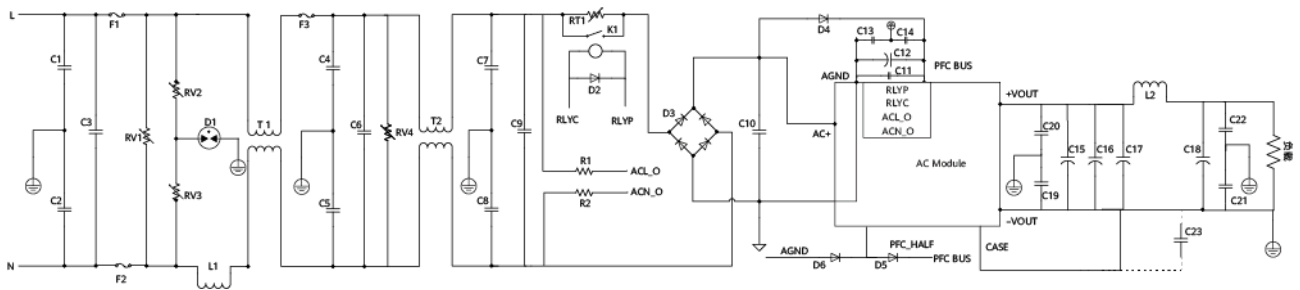 L
F1
C1
C2
C3
RV1
RV2
RV3
D1
F2
N
L1
T1
F3
C4
C5
C6
RV4
T2
C7
C8
C9
RT1
K1
D2
RLYC
RLYP
R1
ACL_O
R2
ACN_O
D3
C10
D4
C13
C14
C12
C11
PFC BUS
AGND
RLYP
RLYC
ACL_O
ACN_O
AC+
AC Module
+VOUT
−VOUT
CASE
AGND
D6
PFC_HALF
D5
PFC BUS
C20
C19
C15
C16
C17
L2
C18
C22
C21
C23
负载